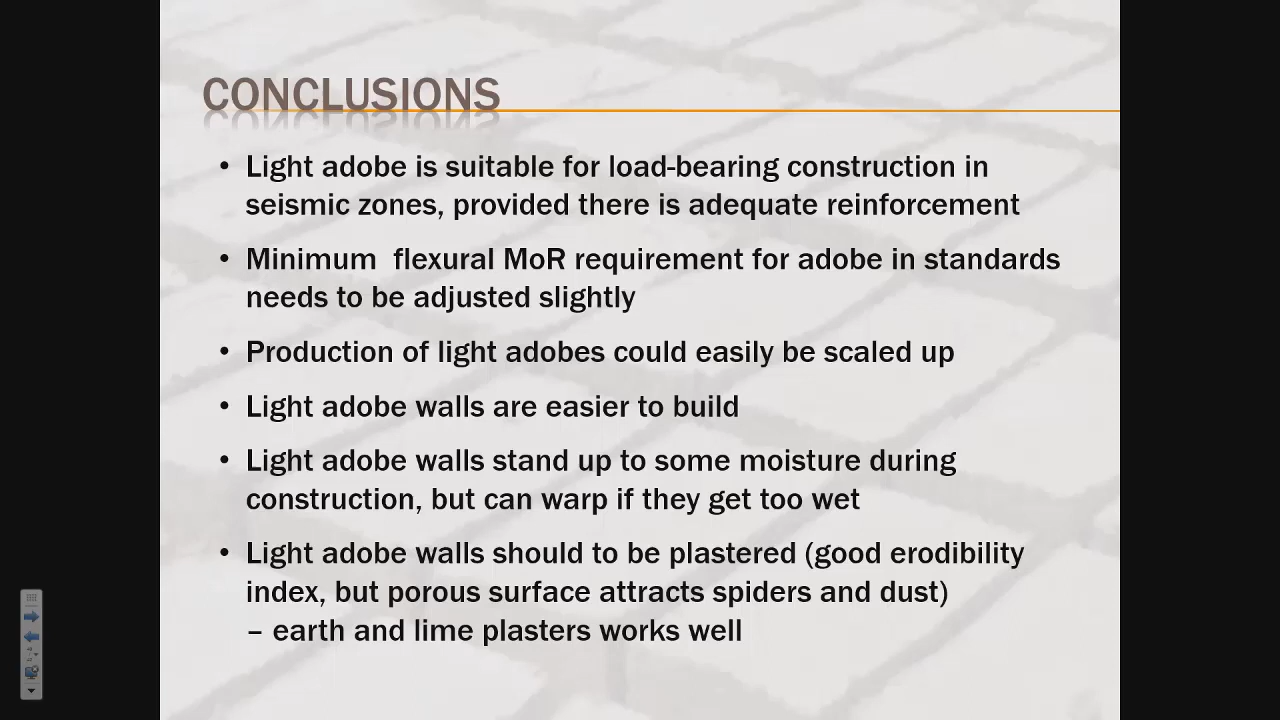 CONCLUSIONS
• Light adobe is suitable for load-bearing construction in
seismic zones, provided there is adequate reinforcement
• Minimum  flexural MoR requirement for adobe in standards
needs to be adjusted slightly
• Production of light adobes could easily be scaled up
• Light adobe walls are easier to build
• Light adobe walls stand up to some moisture during
construction, but can warp if they get too wet
• Light adobe walls should to be plastered (good erodibility
index, but porous surface attracts spiders and dust)
– earth and lime plasters works well